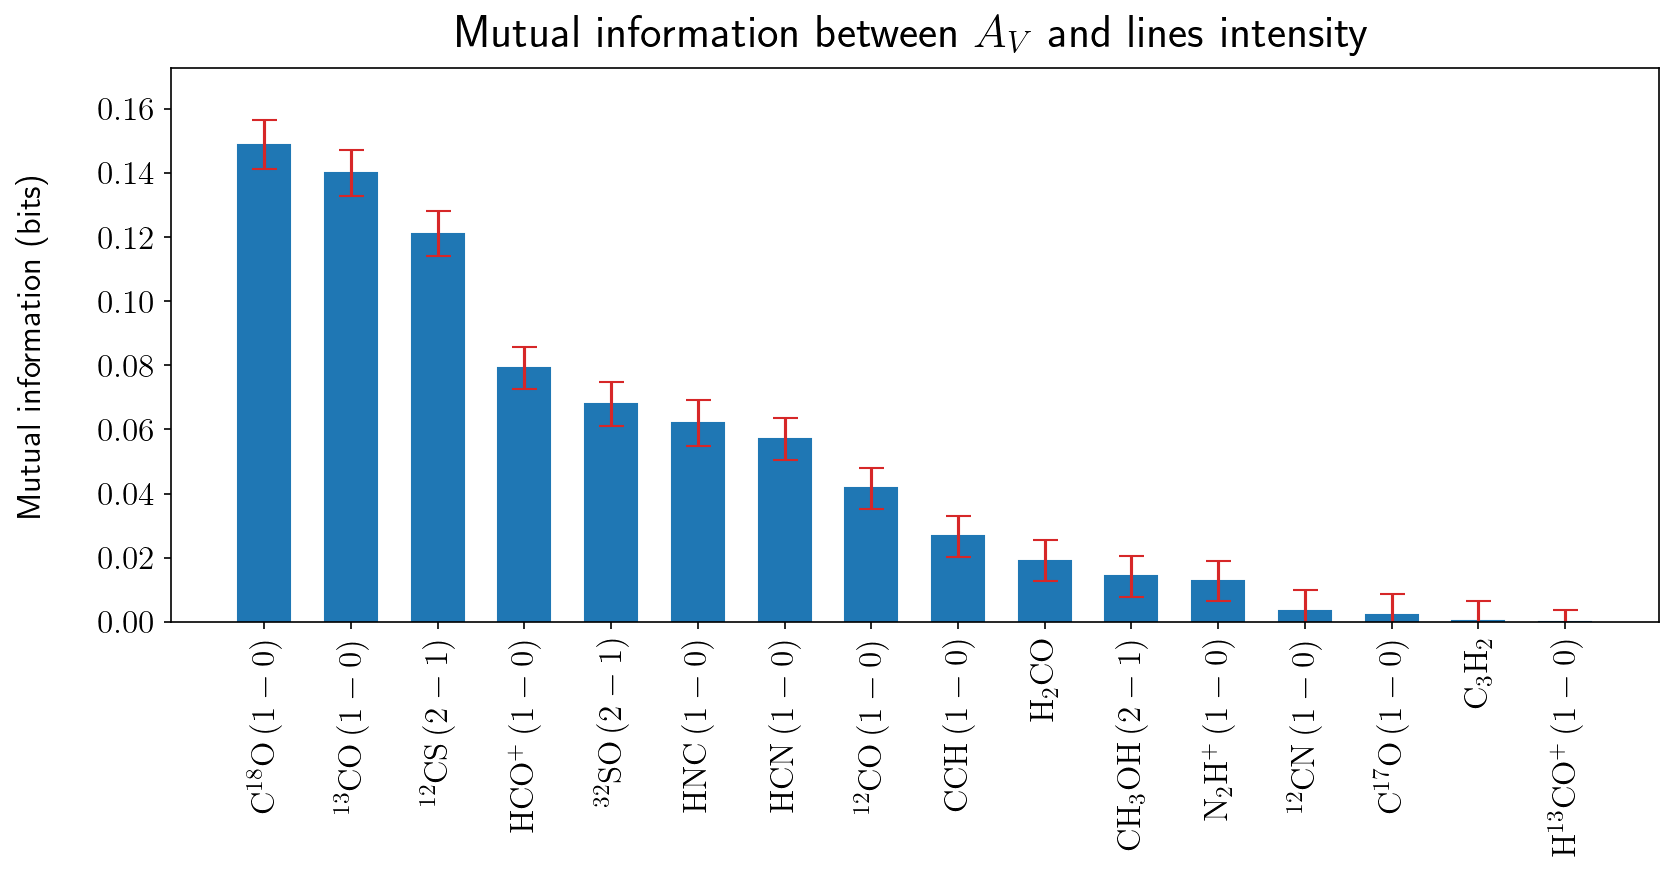 Mutual information between A_V and lines intensity
Mutual information (bits)
0.16
0.14
0.12
0.10
0.08
0.06
0.04
0.02
0.00
C¹⁸O (1 − 0)
¹³CO (1 − 0)
¹²CS (2 − 1)
HCO⁺ (1 − 0)
³²SO (2 − 1)
HNC (1 − 0)
HCN (1 − 0)
¹²CO (1 − 0)
CCH (1 − 0)
H₂CO
CH₃OH (2 − 1)
N₂H⁺ (1 − 0)
¹²CN (1 − 0)
C¹⁷O (1 − 0)
C₃H₂
H¹³CO⁺ (1 − 0)